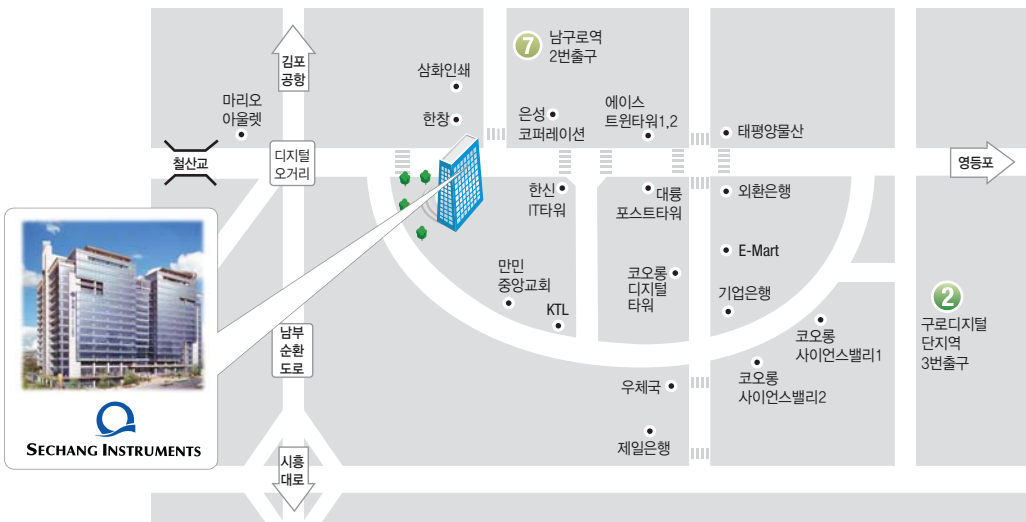 김포
공항
7
남구로역
2번출구
삼화인쇄
마리오
아울렛
한창
은성
코퍼레이션
에이스
트윈타워1,2
태평양물산
철산교
디지털
오거리
영등포
한신
IT타워
대륭
포스트타워
외환은행
E-Mart
만민
중앙교회
코오롱
디지털
타워
기업은행
2
구로디지털
단지역
3번출구
KTL
코오롱
사이언스밸리1
남부
순환
도로
우체국
코오롱
사이언스밸리2
SECHANG INSTRUMENTS
제일은행
시흥
대로